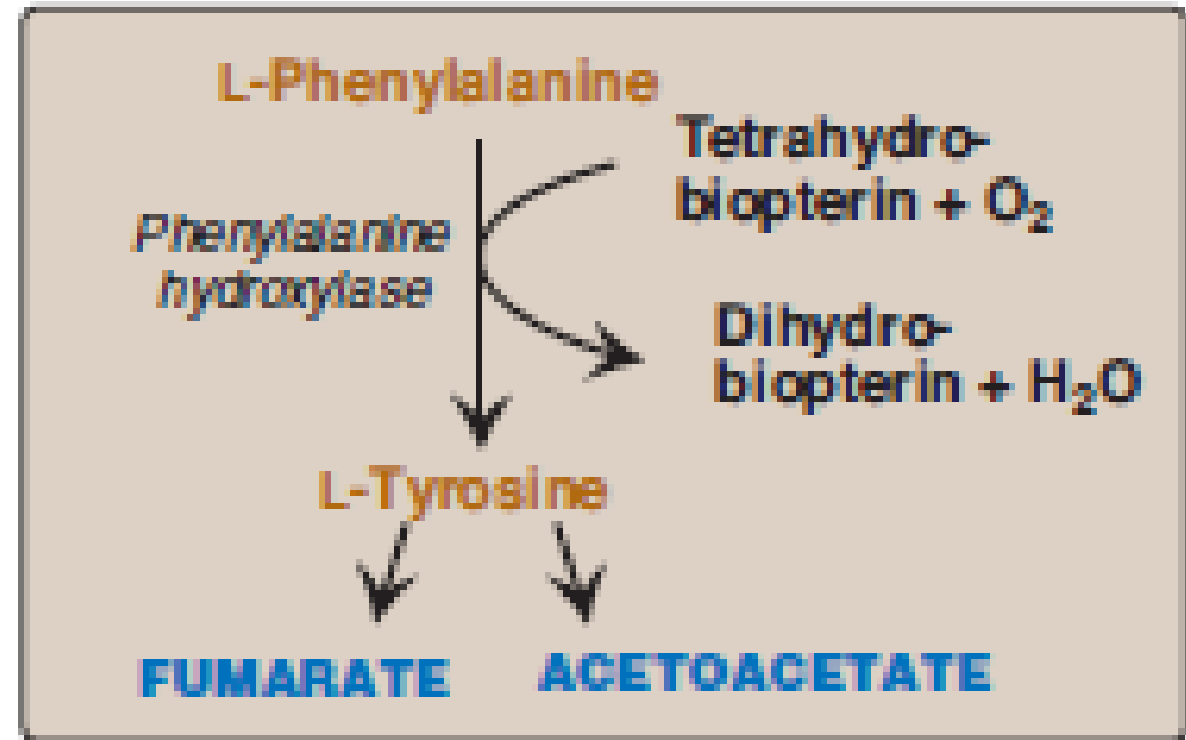 L-Phenylalanine
Tetrahydro-
biopterin + O₂
Phenylalanine
hydroxylase
Dihydro-
biopterin + H₂O
L-Tyrosine
FUMARATE
ACETOACETATE